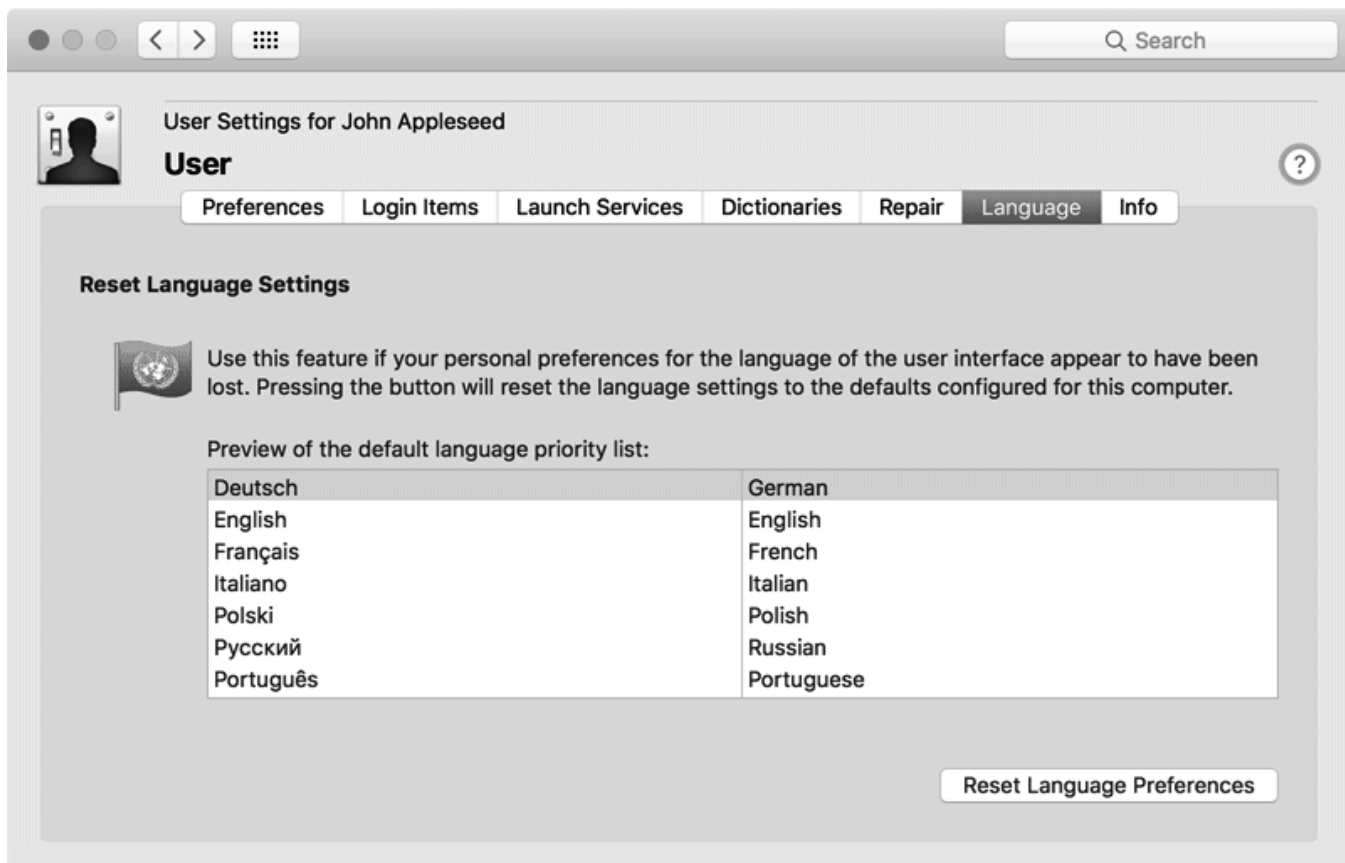 Search
User Settings for John Appleseed
User
?
Preferences Login Items Launch Services Dictionaries Repair Language Info
Reset Language Settings
Use this feature if your personal preferences for the language of the user interface appear to have been
lost. Pressing the button will reset the language settings to the defaults configured for this computer.
Preview of the default language priority list:
Deutsch German
English English
Français French
Italiano Italian
Polski Polish
Русский Russian
Português Portuguese
Reset Language Preferences